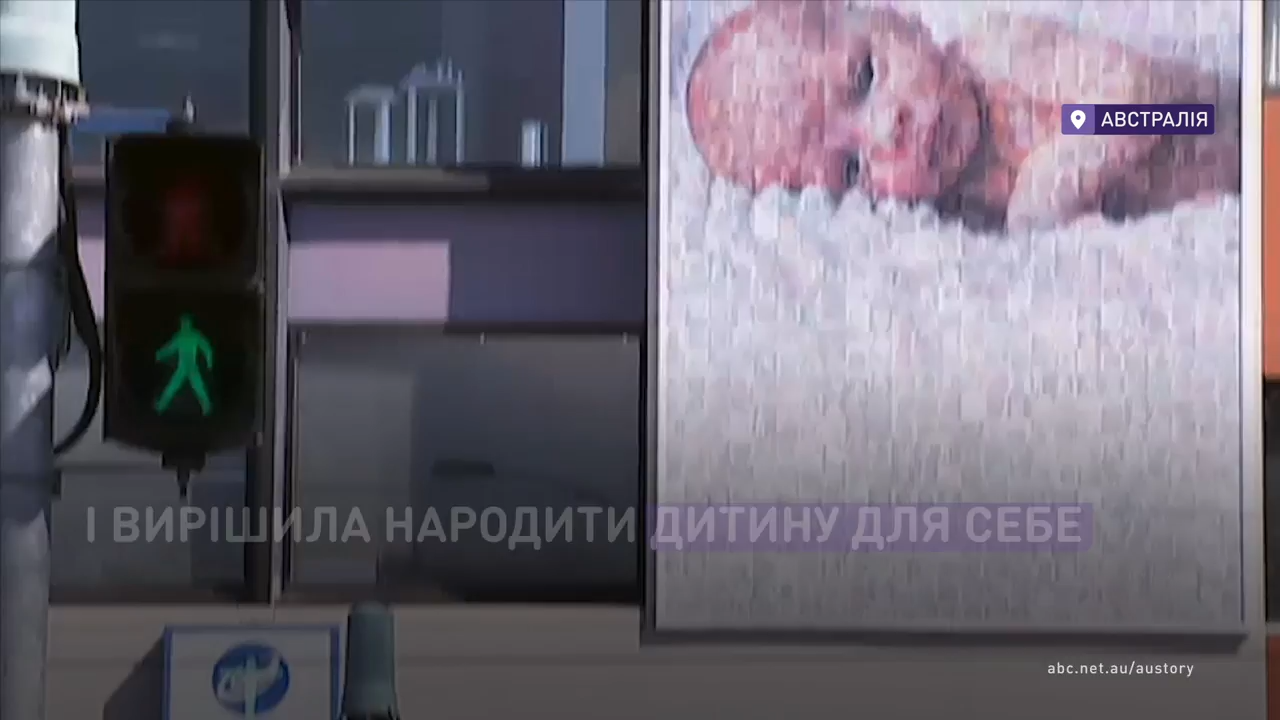 АВСТРАЛІЯ
І ВИРІШИЛА НАРОДИТИ ДИТИНУ ДЛЯ СЕБЕ
abc.net.au/austory